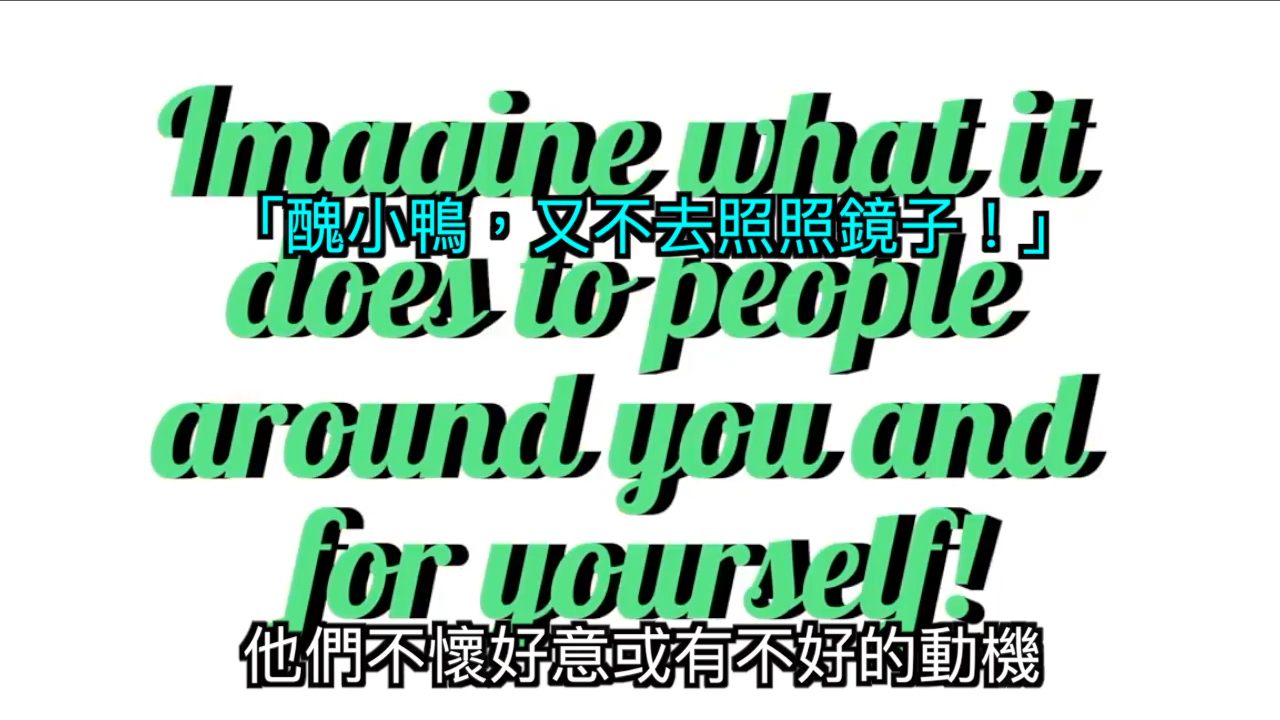 Imagine what it
「醜小鴨，又不去照照鏡子！」
does to people
around you and
for yourself!
他們不懷好意或有不好的動機